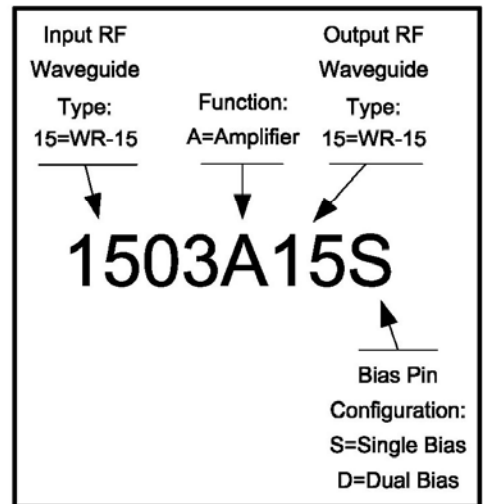 Input RF
Waveguide
Type:
15=WR-15
Function:
A=Amplifier
Output RF
Waveguide
Type:
15=WR-15
1503A15S
Bias Pin
Configuration:
S=Single Bias
D=Dual Bias